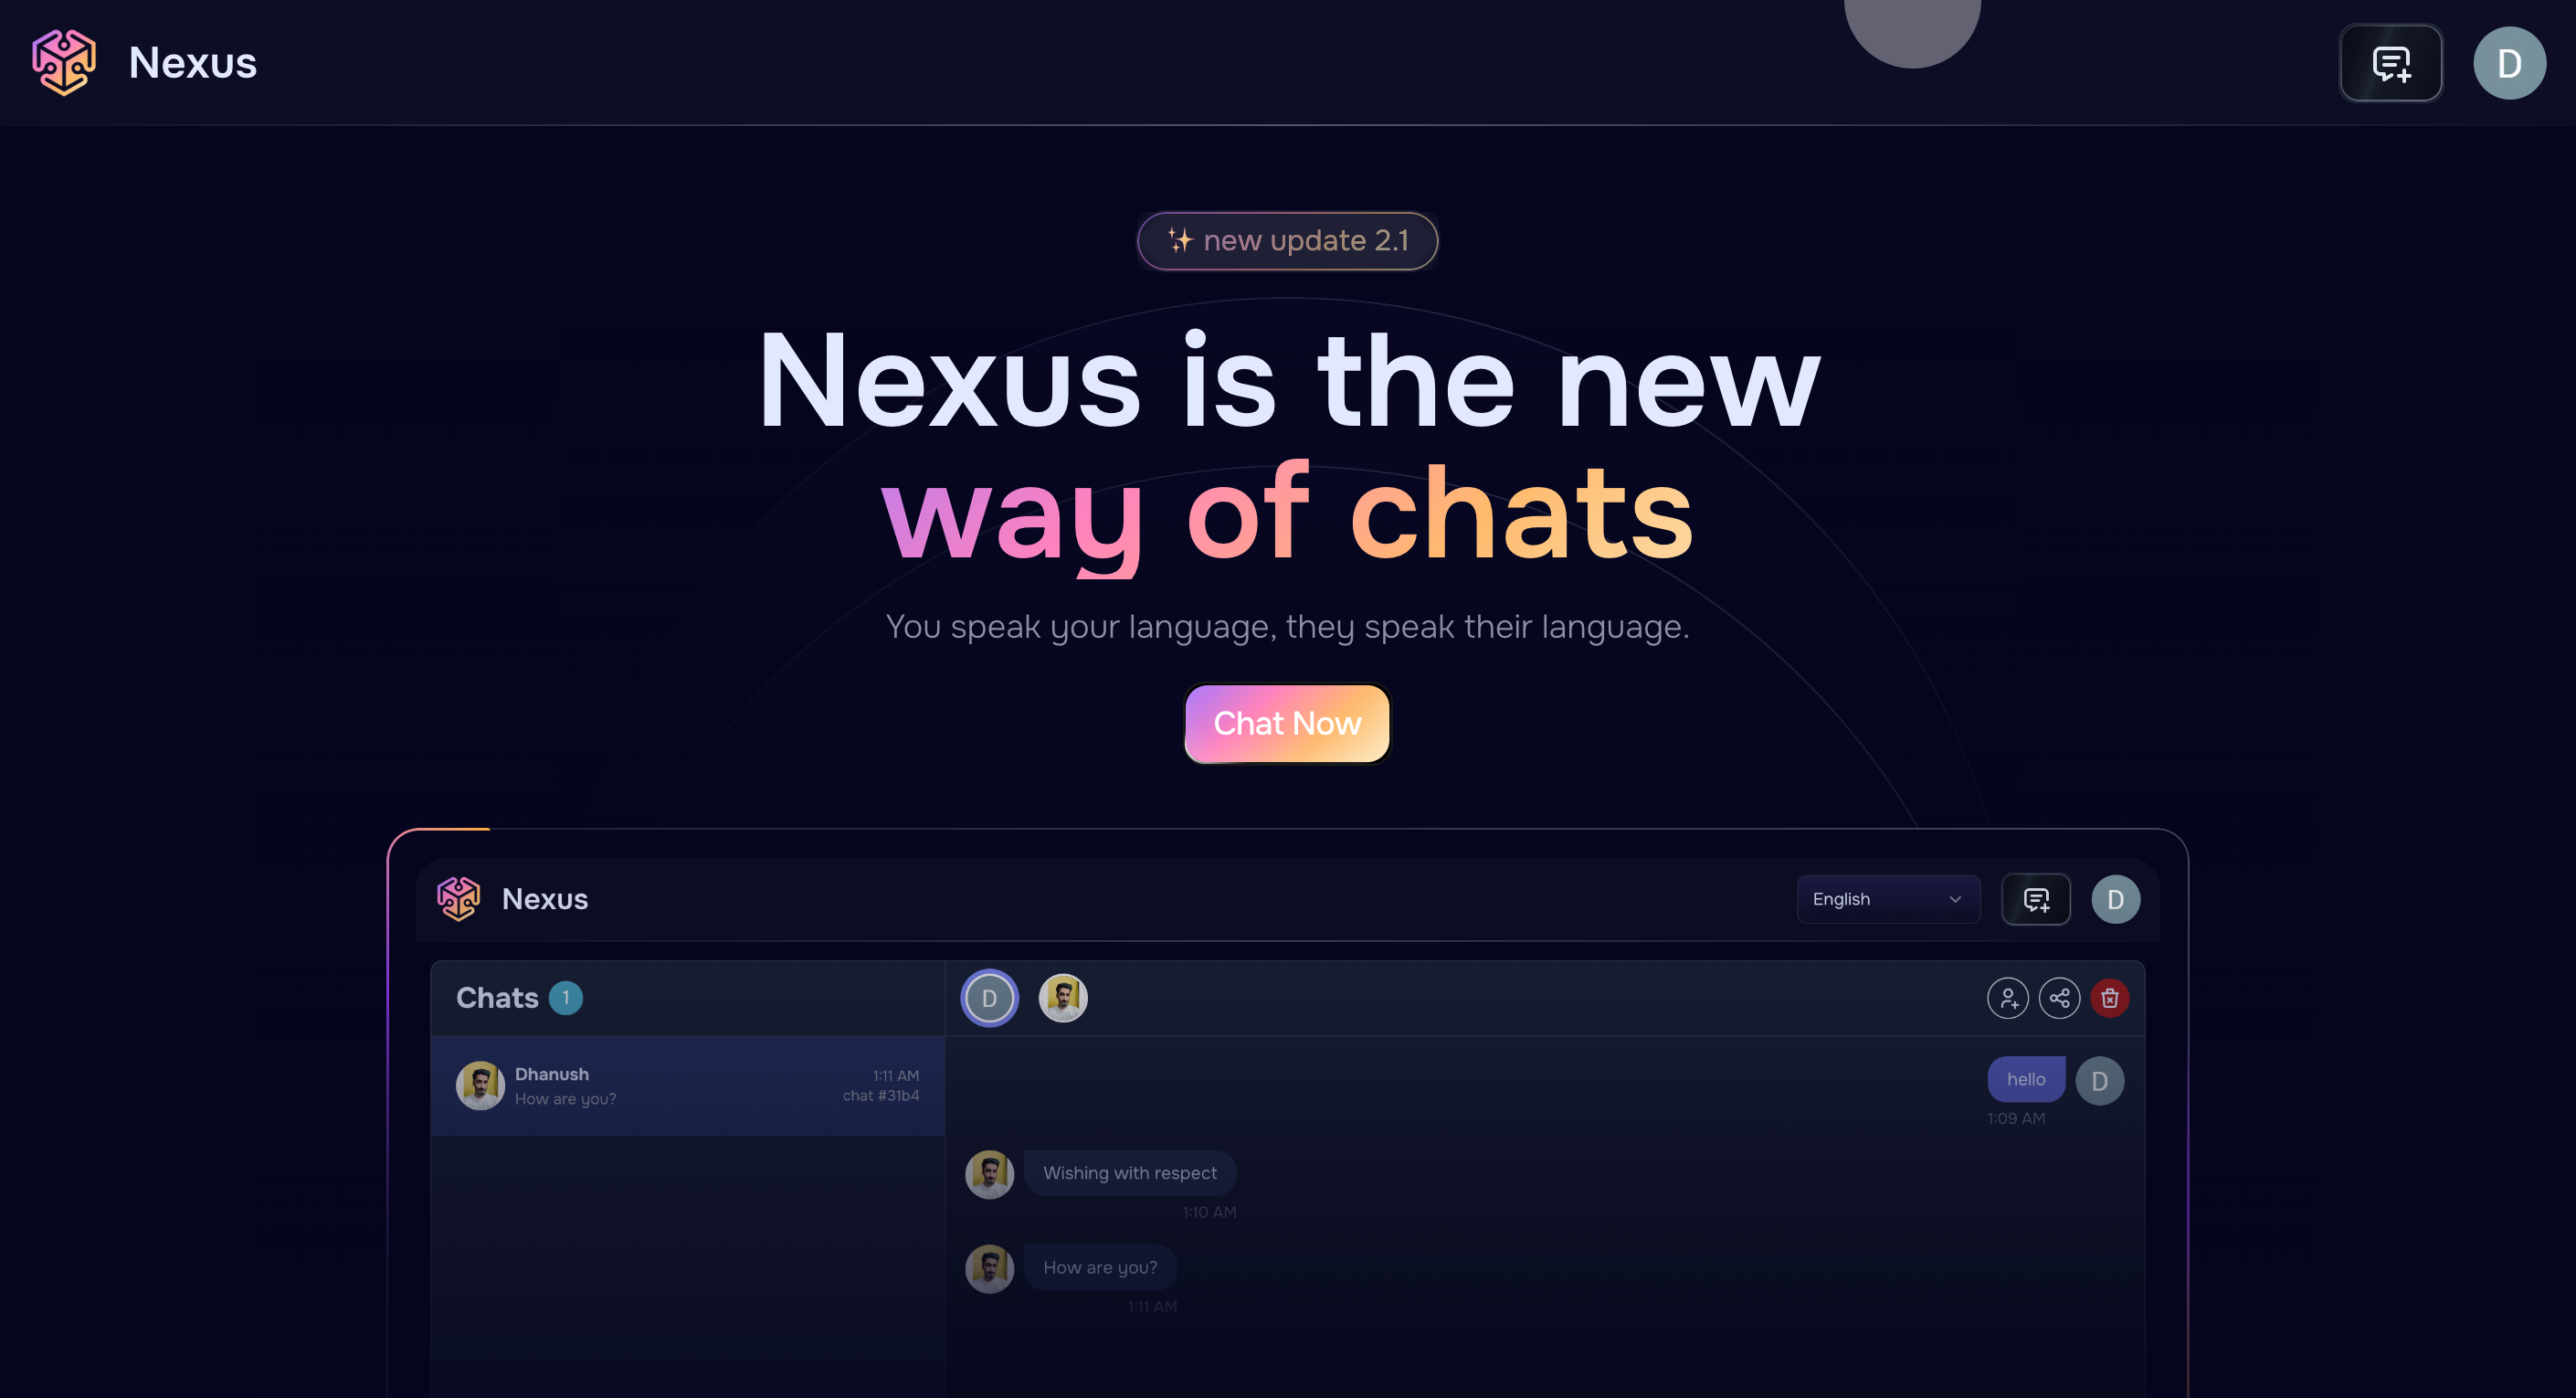 Nexus
D
new update 2.1
Nexus is the new
way of chats
You speak your language, they speak their language.
Chat Now
Nexus
English
D
Chats 1
D
Dhanush
1:11 AM
How are you?
chat #31b4
hello
D
1:09 AM
Wishing with respect
1:10 AM
How are you?
1:11 AM